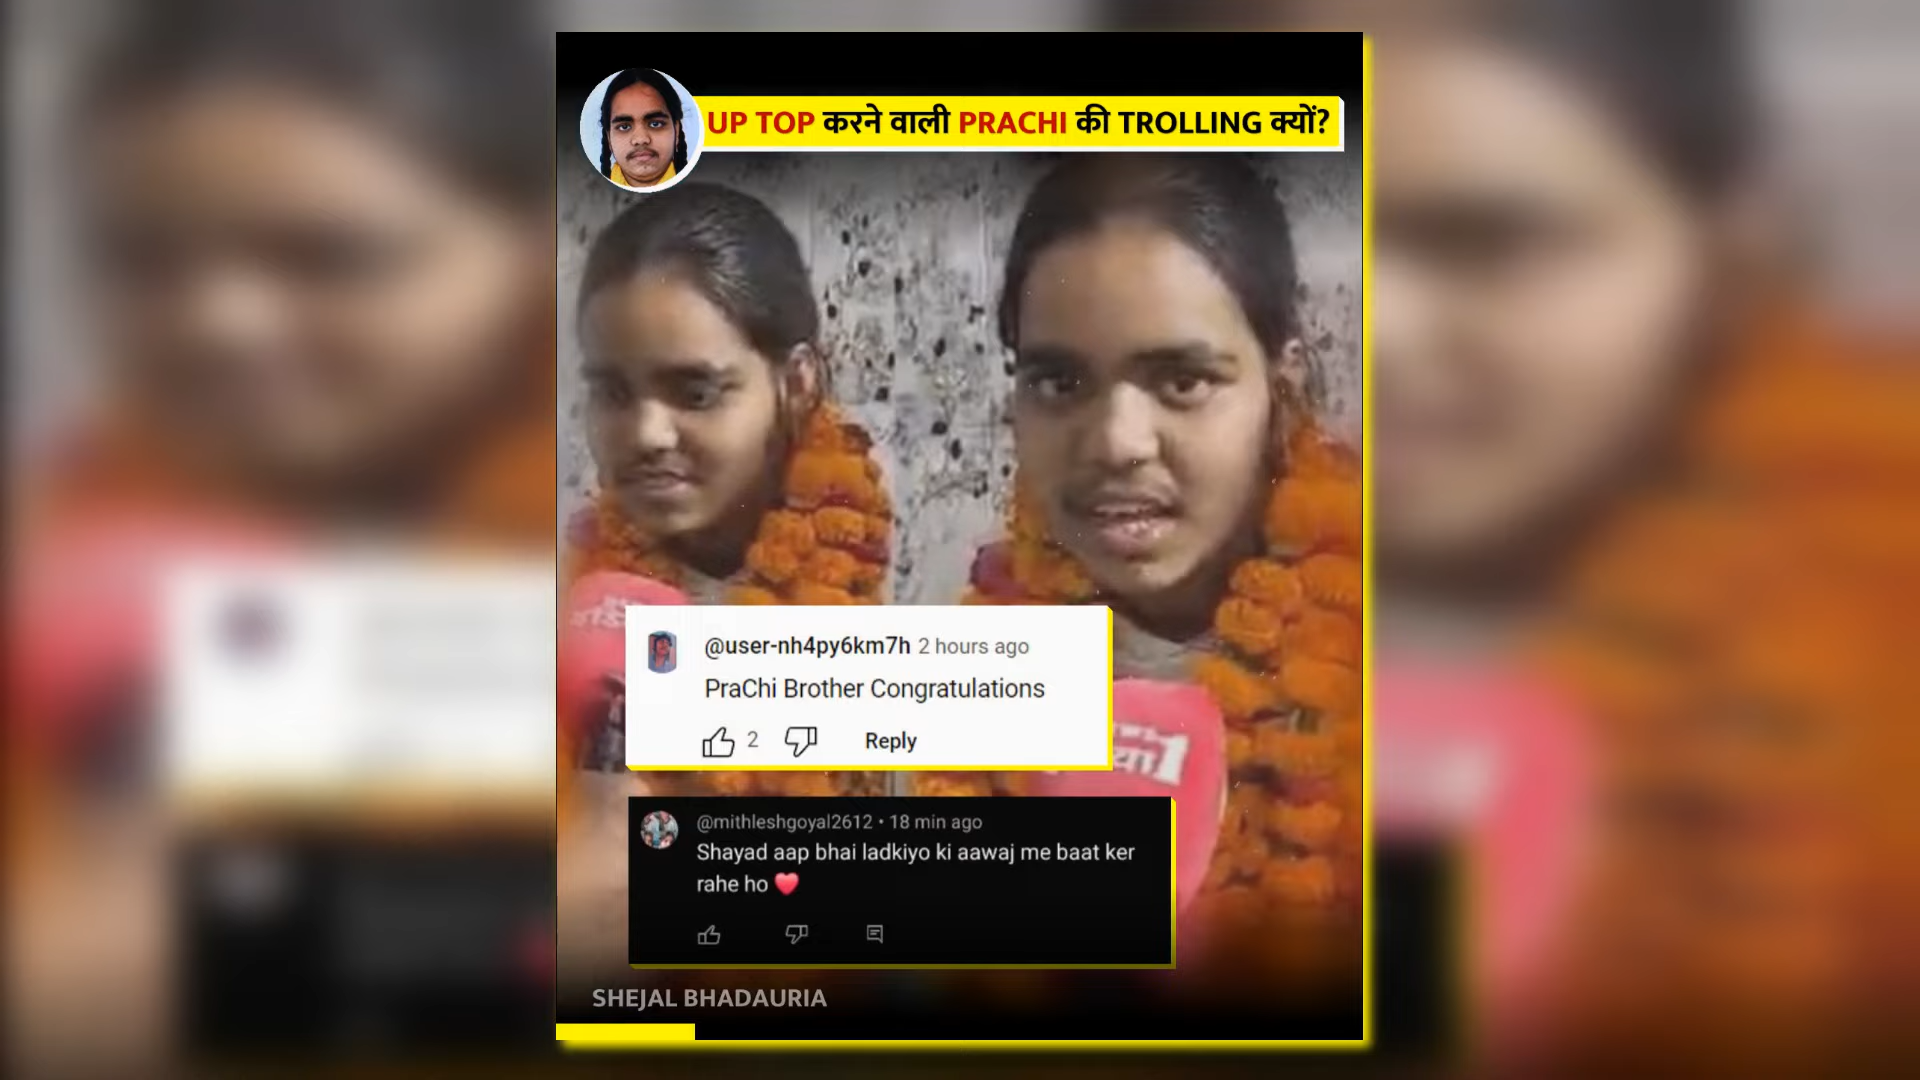 UP TOP करने वाली PRACHI की TROLLING क्यों?
@user-nh4py6km7h 2 hours ago
PraChi Brother Congratulations
2
Reply
@mithleshgoyal2612 • 18 min ago
Shayad aap bhai ladkiyo ki aawaj me baat ker
rahe ho
SHEJAL BHADAURIA